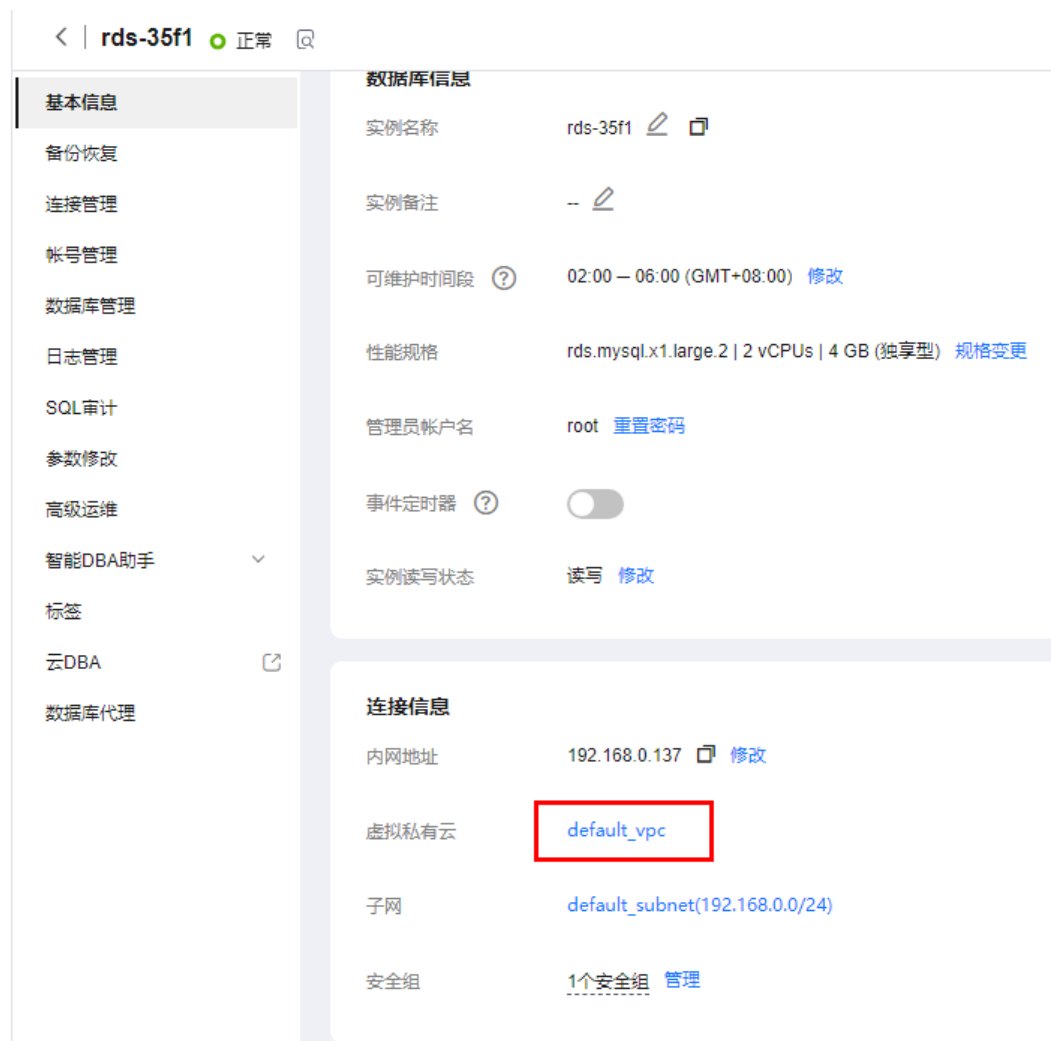 rds-35f1 正常
基本信息
备份恢复
连接管理
帐号管理
数据库管理
日志管理
SQL审计
参数修改
高级运维
智能DBA助手
标签
云DBA
数据库代理
数据库信息
实例名称 rds-35f1
实例备注 --
可维护时间段 ? 02:00 — 06:00 (GMT+08:00) 修改
性能规格 rds.mysql.x1.large.2 | 2 vCPUs | 4 GB (独享型) 规格变更
管理员帐户名 root 重置密码
事件定时器 ?
实例读写状态 读写 修改
连接信息
内网地址 192.168.0.137 修改
虚拟私有云 default_vpc
子网 default_subnet(192.168.0.0/24)
安全组 1个安全组 管理